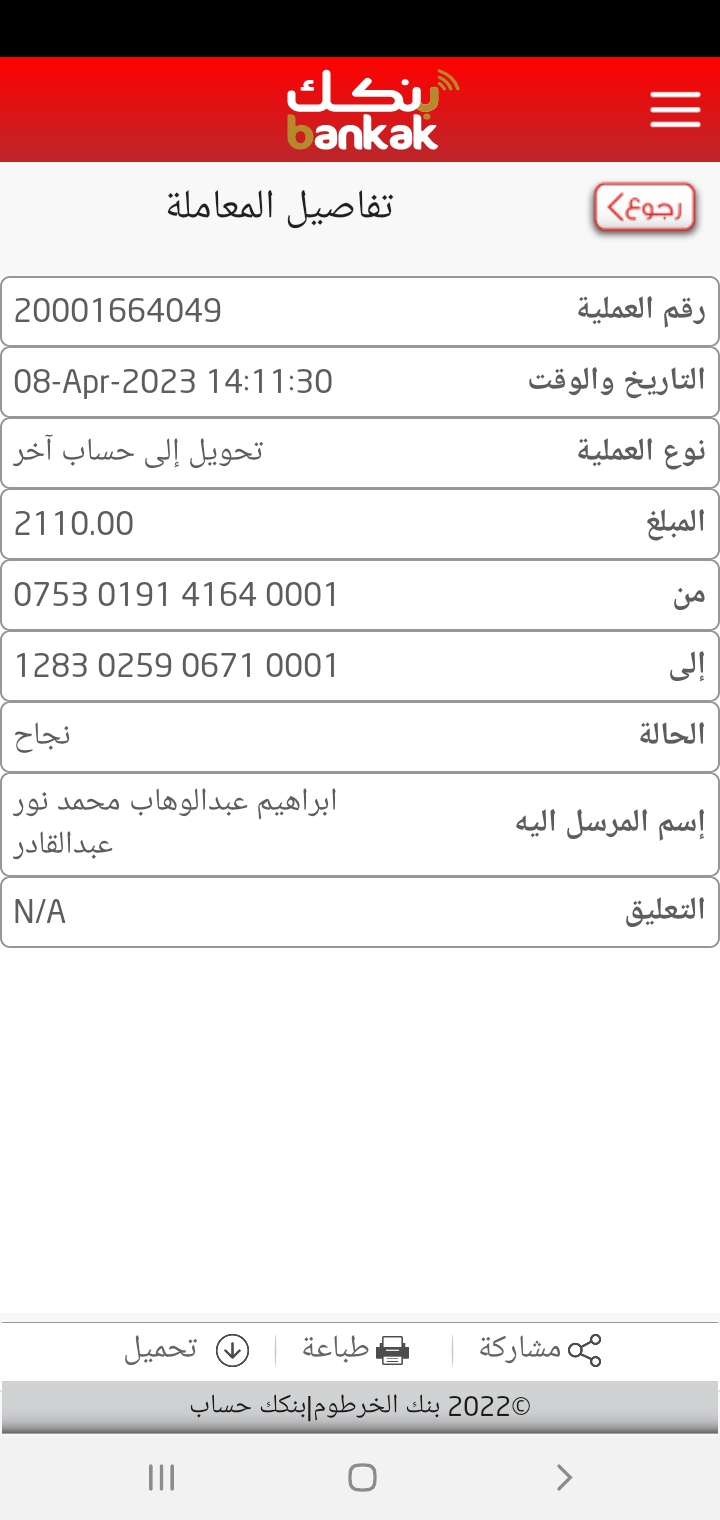 بنكك
bankak
رجوع
تفاصيل المعاملة
رقم العملية 20001664049
التاريخ والوقت 08-Apr-2023 14:11:30
نوع العملية تحويل إلى حساب آخر
المبلغ 2110.00
من 0753 0191 4164 0001
إلى 1283 0259 0671 0001
الحالة نجاح
إسم المرسل اليه ابراهيم عبدالوهاب محمد نور
عبدالقادر
التعليق N/A
مشاركة طباعة تحميل
©2022 بنك الخرطوم|بنكك حساب